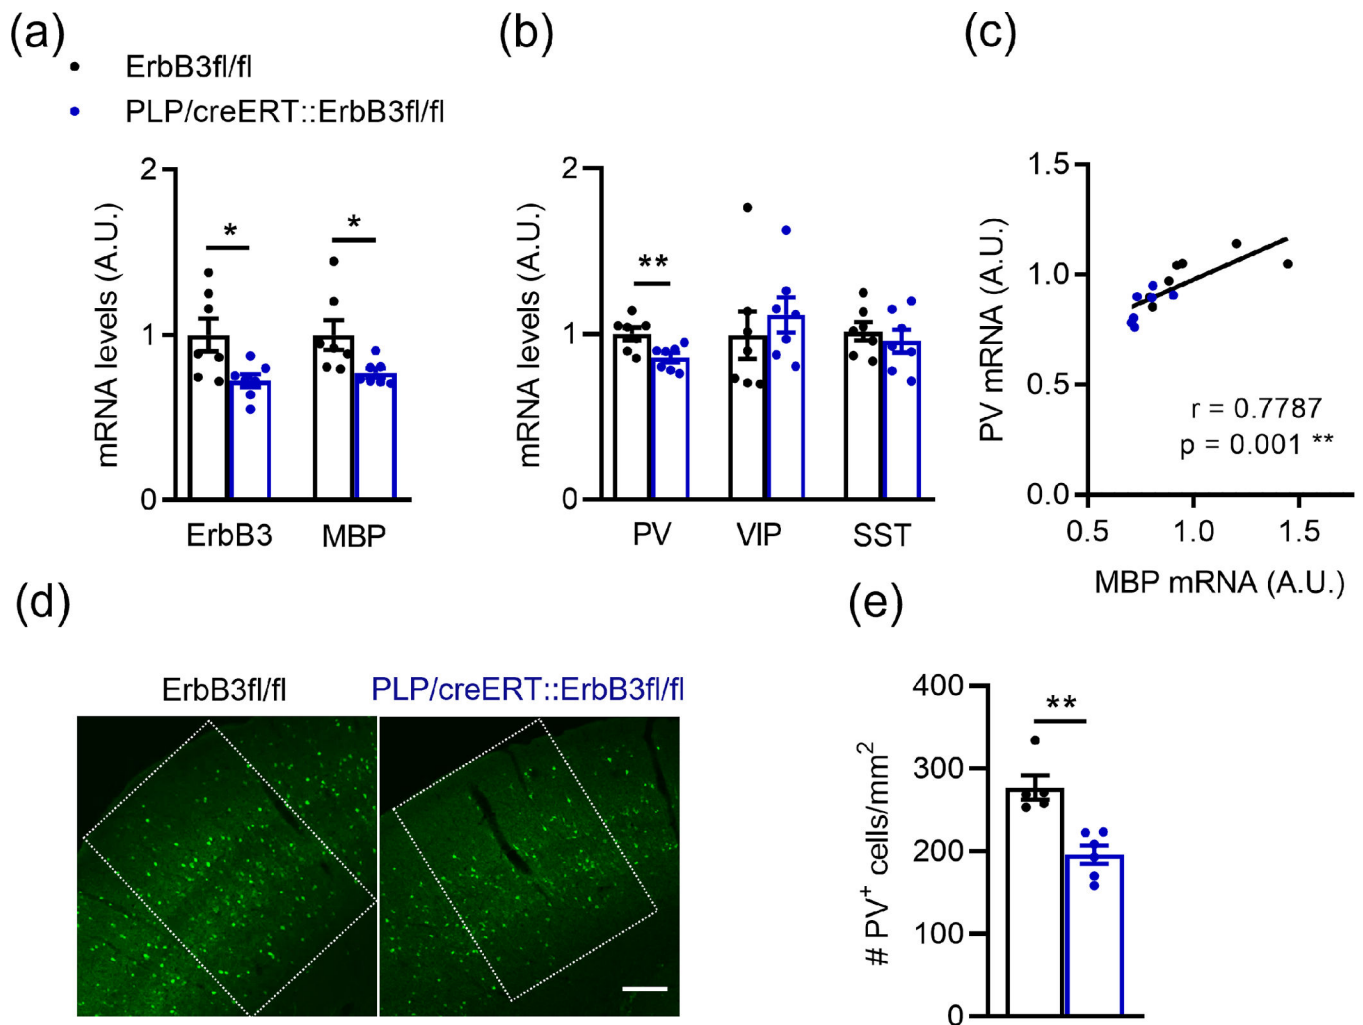 (a)
ErbB3fl/fl
PLP/creERT::ErbB3fl/fl
mRNA levels (A.U.)
2
1
0
*
*
ErbB3 MBP
(b)
mRNA levels (A.U.)
2
1
0
**
PV VIP SST
(c)
PV mRNA (A.U.)
1.5
1.0
0.5
0.0
r = 0.7787
p = 0.001 **
0.5 1.0 1.5
MBP mRNA (A.U.)
(d)
ErbB3fl/fl PLP/creERT::ErbB3fl/fl
(e)
# PV⁺ cells/mm²
400
300
200
100
0
**